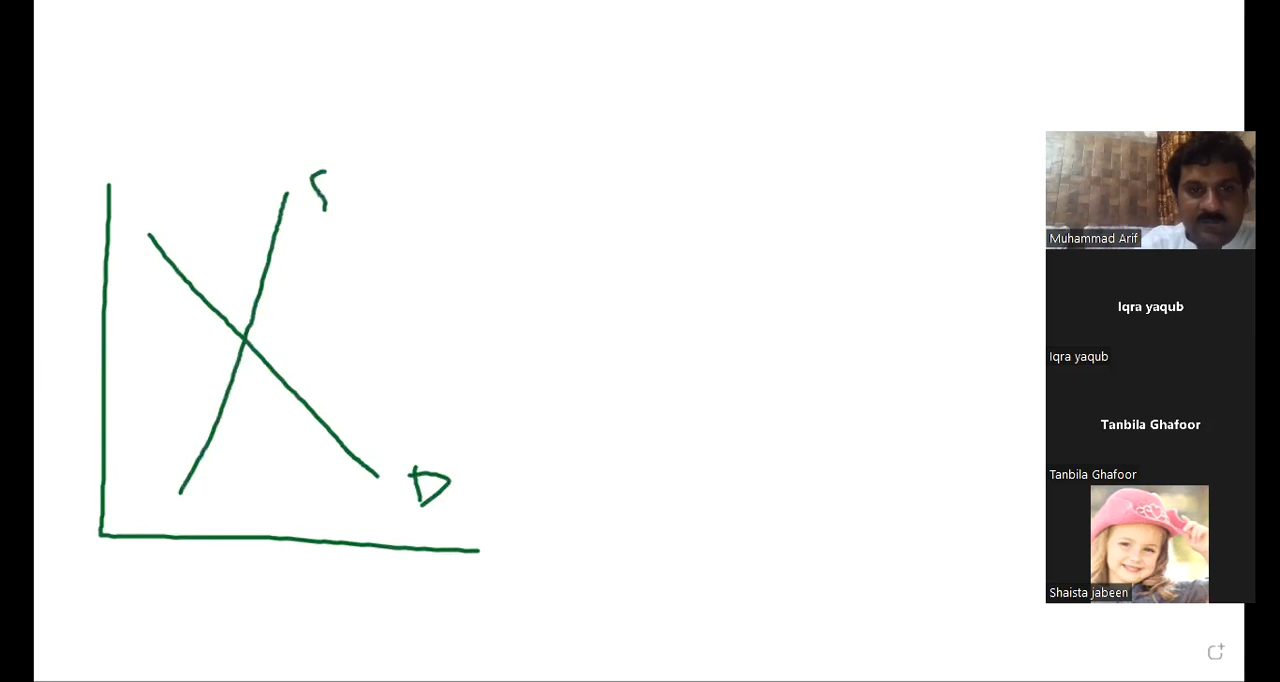 S
D
Muhammad Arif
Iqra yaqub
Iqra yaqub
Tanbila Ghafoor
Tanbila Ghafoor
Shaista jabeen